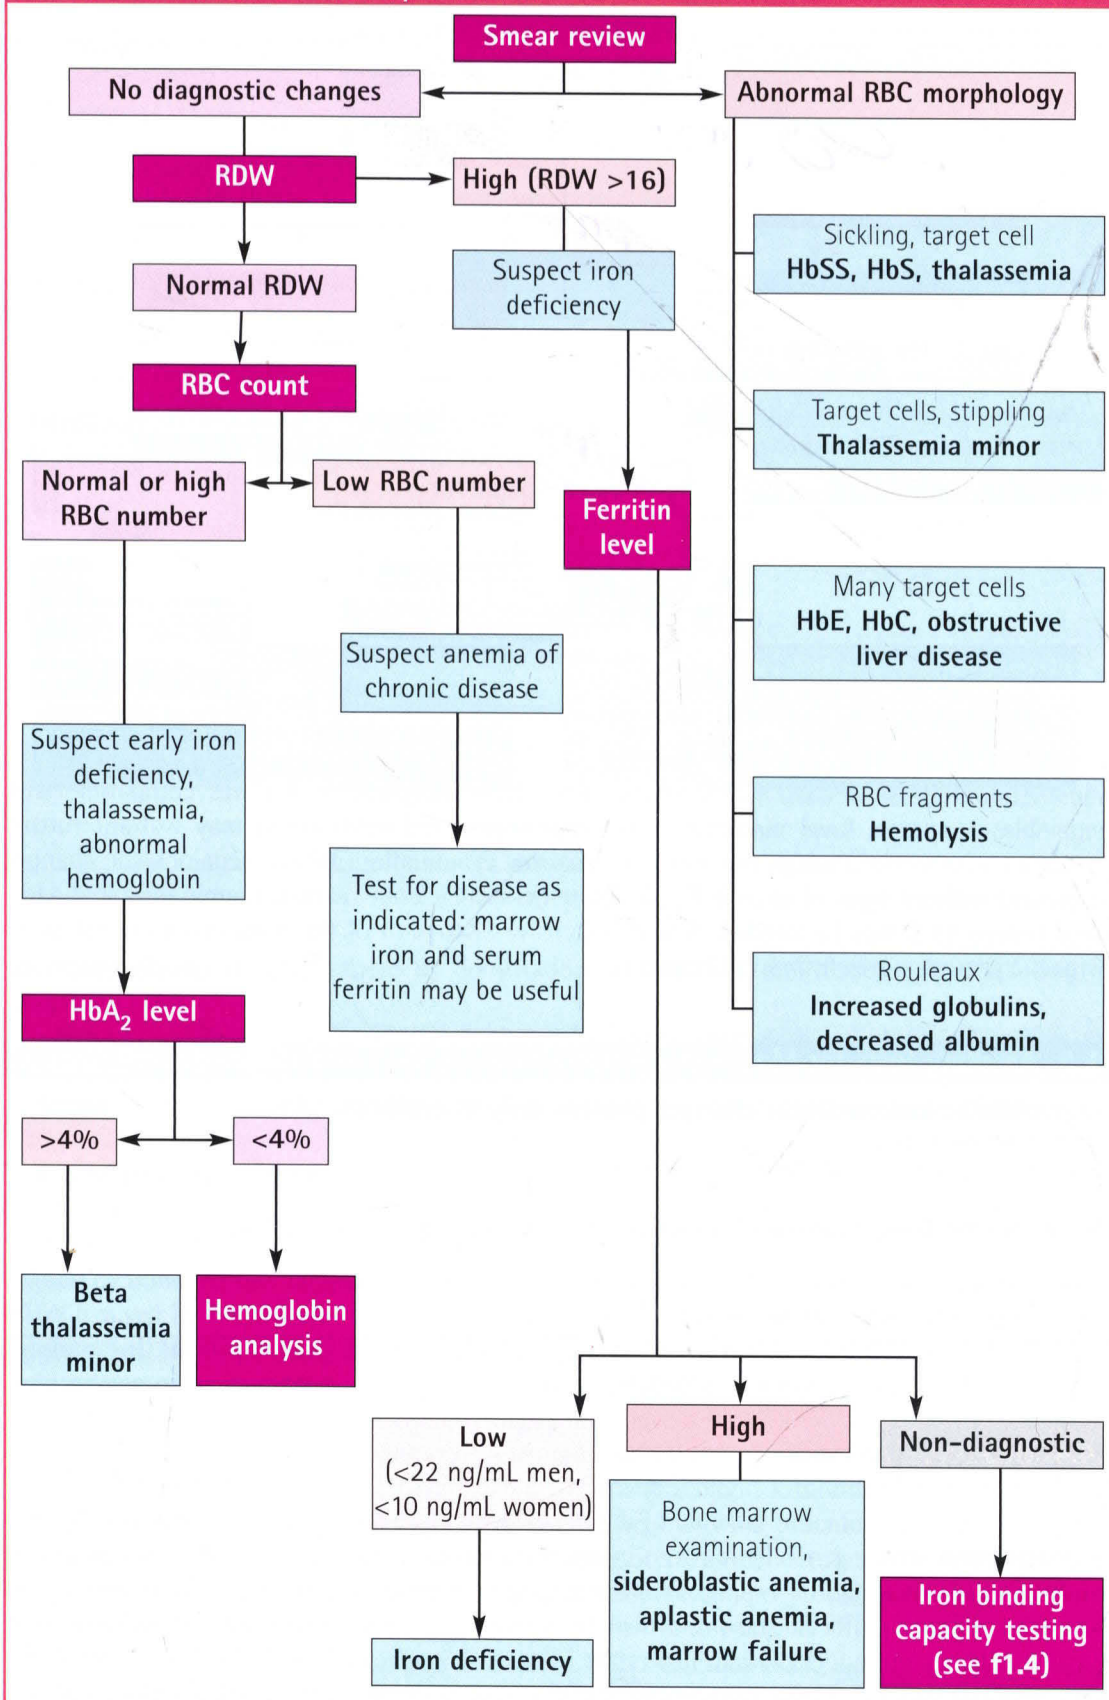 Smear review
No diagnostic changes
Abnormal RBC morphology
RDW
High (RDW >16)
Normal RDW
Suspect iron
deficiency
RBC count
Normal or high
RBC number
Low RBC number
Ferritin
level
Suspect anemia of
chronic disease
Suspect early iron
deficiency,
thalassemia,
abnormal
hemoglobin
Test for disease as
indicated: marrow
iron and serum
ferritin may be useful
HbA₂ level
>4%
<4%
Beta
thalassemia
minor
Hemoglobin
analysis
Sickling, target cell
HbSS, HbS, thalassemia
Target cells, stippling
Thalassemia minor
Many target cells
HbE, HbC, obstructive
liver disease
RBC fragments
Hemolysis
Rouleaux
Increased globulins,
decreased albumin
Low
(<22 ng/mL men,
<10 ng/mL women)
Iron deficiency
High
Bone marrow
examination,
sideroblastic anemia,
aplastic anemia,
marrow failure
Non-diagnostic
Iron binding
capacity testing
(see f1.4)